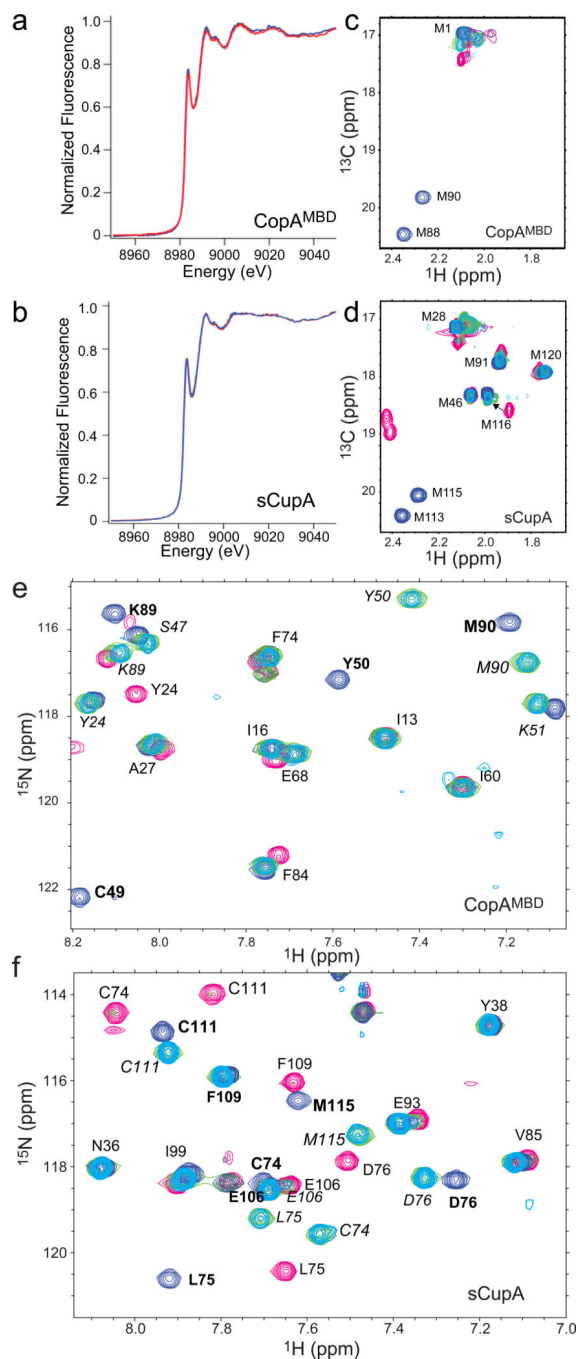 a
Normalized Fluorescence
1.0
0.8
0.6
0.4
0.2
0
8960 8980 9000 9020 9040
Energy (eV)
CopAMBD
b
Normalized Fluorescence
1.0
0.8
0.6
0.4
0.2
0
8960 8980 9000 9020 9040
Energy (eV)
sCupA
c
17
18
19
20
13C (ppm)
M1
M90
M88
CopAMBD
2.4 2.2 2.0 1.8
1H (ppm)
d
17
18
19
20
13C (ppm)
M28
M91
M120
M46
M116
M115
M113
sCupA
2.4 2.2 2.0 1.8
1H (ppm)
e
116
118
120
122
15N (ppm)
K89
S47
K89
Y24
Y24
A27
C49
F74
I16
E68
F84
Y50
Y50
I13
M90
M90
K51
I60
CopAMBD
8.2 8.0 7.8 7.6 7.4 7.2
1H (ppm)
f
114
116
118
120
15N (ppm)
C74
C111
C111
C111
F109
F109
M115
M115
Y38
E93
N36
I99
C74
D76
V85
E106
E106
E106
D76
D76
L75
C74
L75
L75
sCupA
8.0 7.8 7.6 7.4 7.2 7.0
1H (ppm)